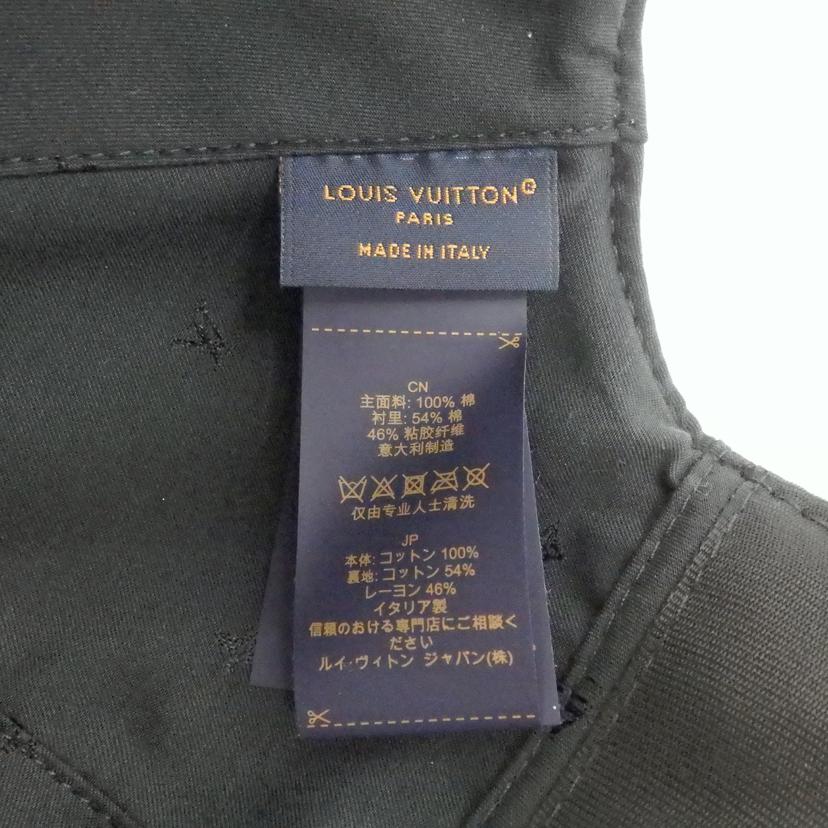 LOUIS VUITTON®
PARIS
MADE IN ITALY
CN
主面料: 100% 棉
衬里: 54% 棉
46% 粘胶纤维
意大利制造
仅由专业人士清洗
JP
本体: コットン 100%
裏地: コットン 54%
レーヨン 46%
イタリア製
信頼のおける専門店にご相談く
ださい
ルイ·ヴィトン ジャパン(株)